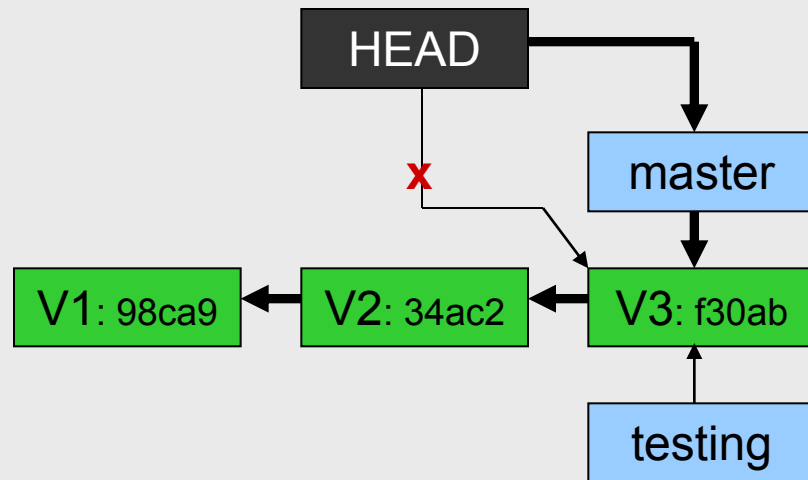 HEAD
x
master
V1: 98ca9
V2: 34ac2
V3: f30ab
testing